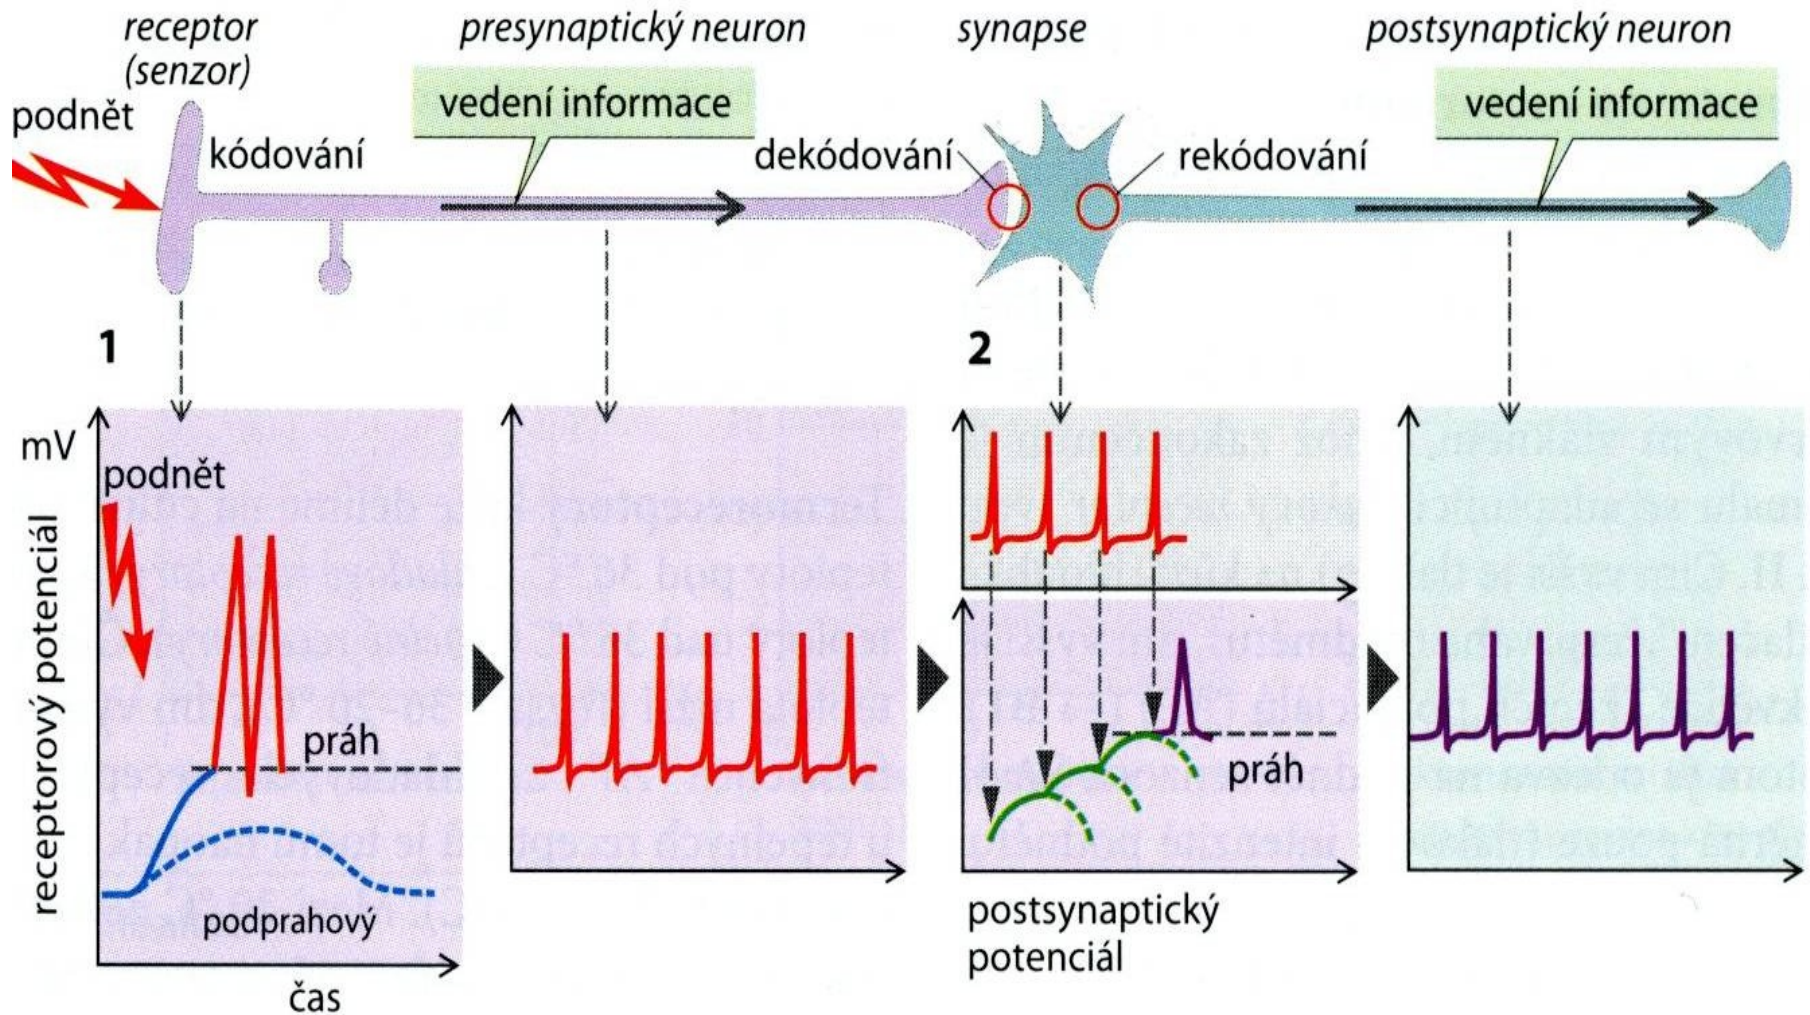 receptor
(senzor)
presynaptický neuron
synapse
postsynaptický neuron
podnět
vedení informace
vedení informace
kódování
dekódování
rekódování
1
2
mV
podnět
receptorový potenciál
práh
podprahový
čas
práh
postsynaptický
potenciál